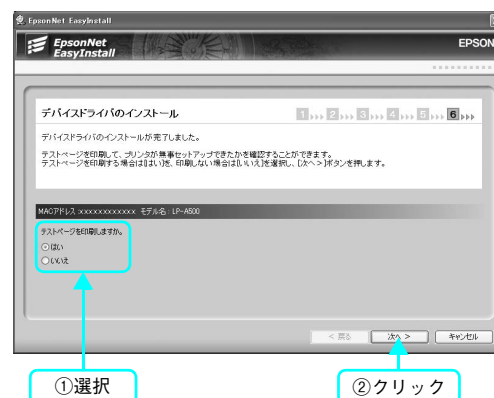 EpsonNet EasyInstall
EpsonNet
EasyInstall
EPSON
デバイスドライバのインストール
1 2 3 4 5 6
デバイスドライバのインストールが完了しました。
テストページを印刷して、プリンタが無事セットアップできたかを確認することができます。
テストページを印刷する場合は[はい]を、印刷しない場合は[いいえ]を選択し、[次へ >]ボタンを押します。
MACアドレス:xxxxxxxxxxxx モデル名: LP-A500
テストページを印刷しますか。
はい
いいえ
< 戻る 次へ > キャンセル
①選択 ②クリック